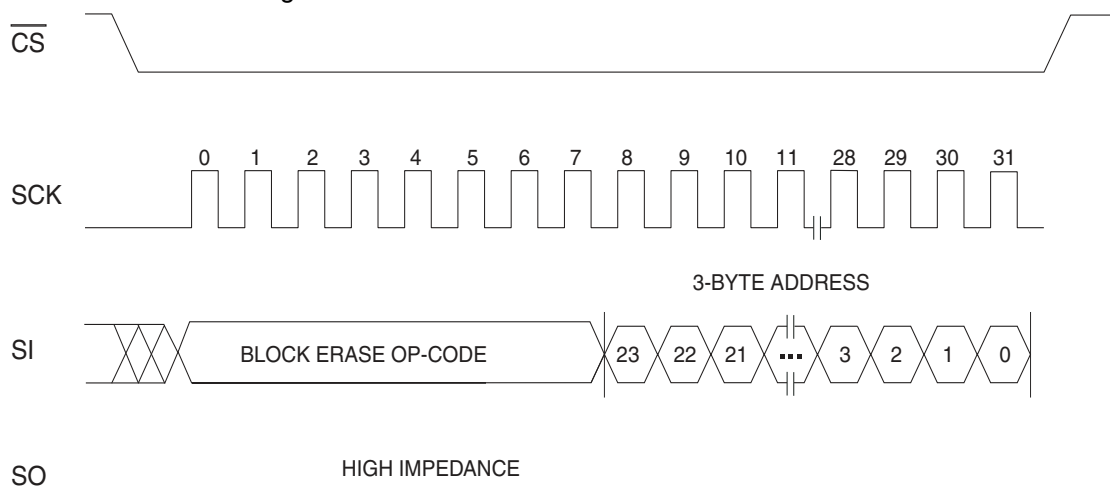 CS
0 1 2 3 4 5 6 7 8 9 10 11 28 29 30 31
SCK
3-BYTE ADDRESS
SI BLOCK ERASE OP-CODE 23 22 21 ... 3 2 1 0
SO HIGH IMPEDANCE